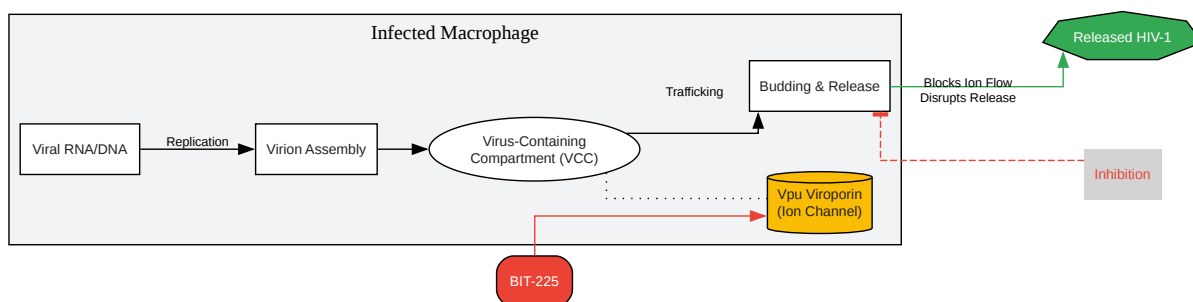 Infected Macrophage
Released HIV-1
Budding & Release
Blocks Ion Flow
Disrupts Release
Trafficking
Viral RNA/DNA
Replication
Virion Assembly
Virus-Containing
Compartment (VCC)
Inhibition
Vpu Viroporin
(Ion Channel)
BIT-225